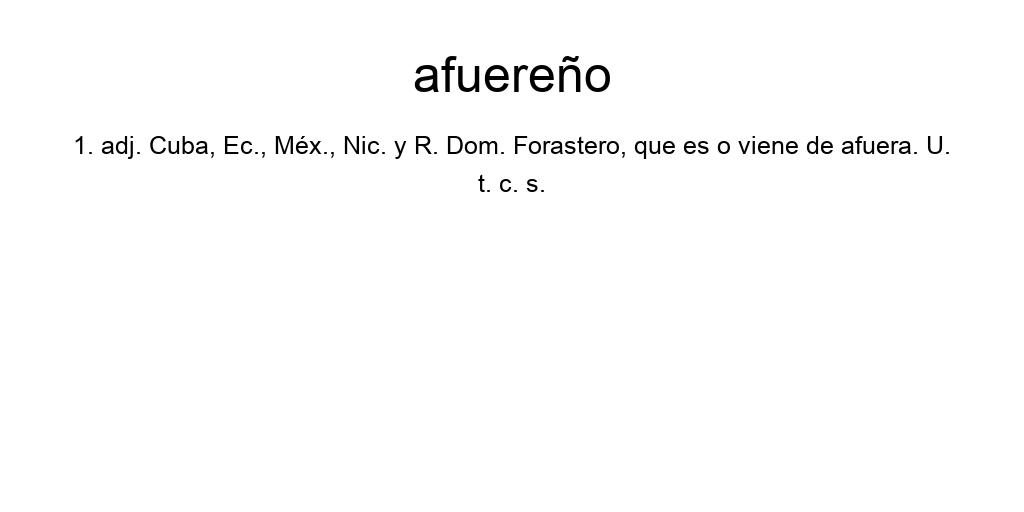 afuereño
1. adj. Cuba, Ec., Méx., Nic. y R. Dom. Forastero, que es o viene de afuera. U.
t. c. s.